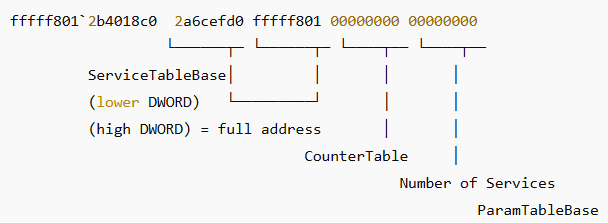 fffff801`2b4018c0 2a6cefd0 fffff801 00000000 00000000
ServiceTableBase
(lower DWORD)
(high DWORD) = full address
CounterTable
Number of Services
ParamTableBase